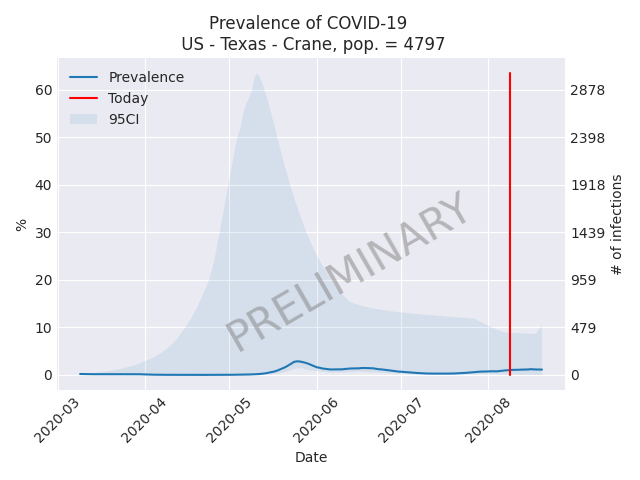 Prevalence of COVID-19
US - Texas - Crane, pop. = 4797
Prevalence
Today
95CI
%
60
50
40
30
20
10
0
2878
2398
1918
1439
959
479
0
# of infections
PRELIMINARY
2020-03
2020-04
2020-05
2020-06
2020-07
2020-08
Date